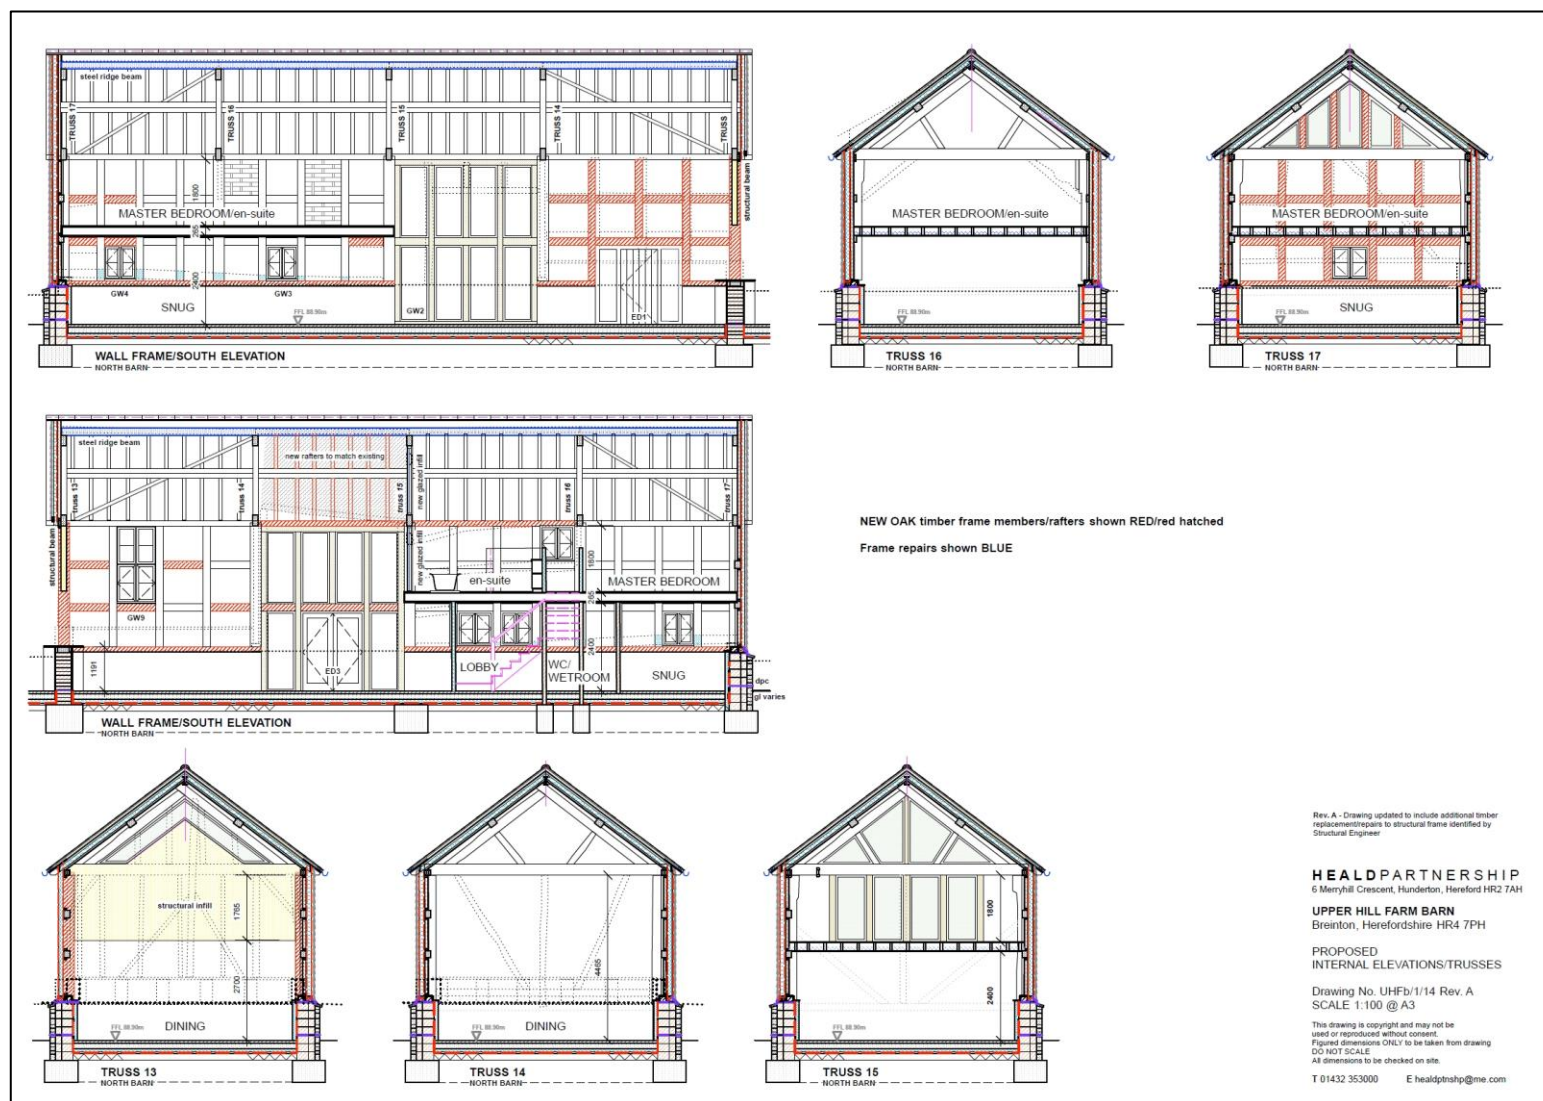 steel ridge beam
TRUSS 17
TRUSS 16
TRUSS 15
TRUSS 14
TRUSS
structural beam
1800
MASTER BEDROOM/en-suite
265
2400
GW4
GW3
SNUG
FFL 88.90m
GW2
ED1
WALL FRAME/SOUTH ELEVATION
NORTH BARN
MASTER BEDROOM/en-suite
FFL 88.90m
TRUSS 16
NORTH BARN
MASTER BEDROOM/en-suite
SNUG
FFL 88.90m
TRUSS 17
NORTH BARN
steel ridge beam
new rafters to match existing
truss 13
truss 14
truss 15
new glazed infill
truss 16
truss 17
structural beam
new glazed infill
1800
en-suite
MASTER BEDROOM
265
GW9
2400
1191
ED3
LOBBY
WC/
WETROOM
SNUG
dpc
gl varies
WALL FRAME/SOUTH ELEVATION
NORTH BARN
NEW OAK timber frame members/rafters shown RED/red hatched
Frame repairs shown BLUE
structural infill
1765
2700
FFL 88.90m
DINING
TRUSS 13
NORTH BARN
4465
FFL 88.90m
DINING
TRUSS 14
NORTH BARN
1800
2400
FFL 88.90m
TRUSS 15
NORTH BARN
Rev. A - Drawing updated to include additional timber
replacement/repairs to structural frame identified by
Structural Engineer
HEALDPARTNERSHIP
6 Merryhill Crescent, Hunderton, Hereford HR2 7AH
UPPER HILL FARM BARN
Breinton, Herefordshire HR4 7PH
PROPOSED
INTERNAL ELEVATIONS/TRUSSES
Drawing No. UHFb/1/14 Rev. A
SCALE 1:100 @ A3
This drawing is copyright and may not be
used or reproduced without consent.
Figured dimensions ONLY to be taken from drawing
DO NOT SCALE
All dimensions to be checked on site.
T 01432 353000 E healdptnshp@me.com